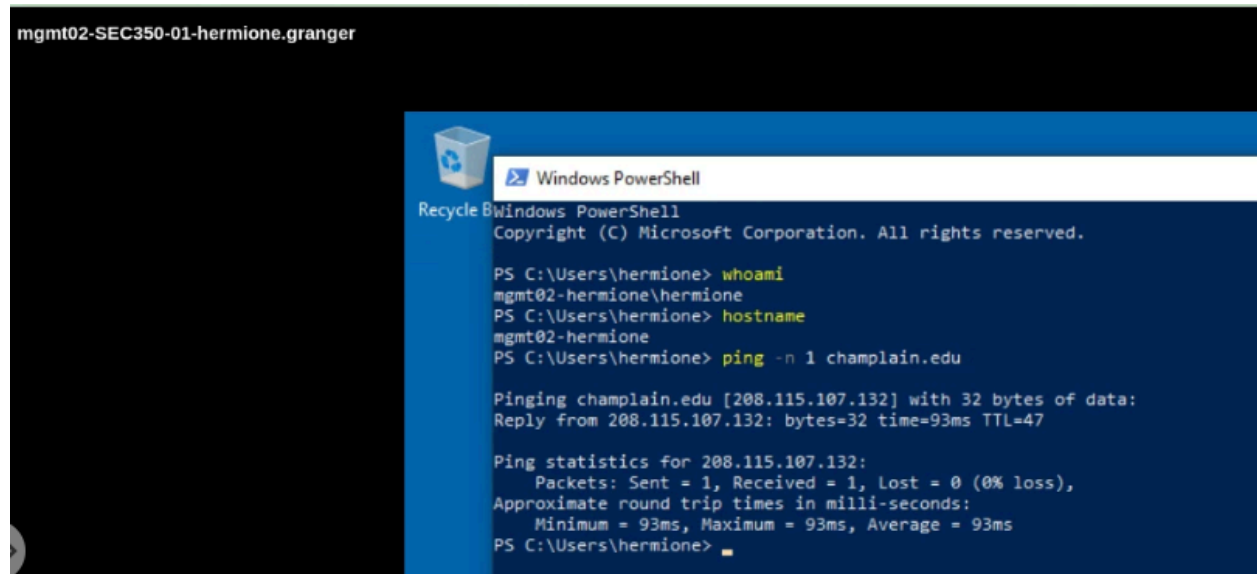 mgmt02-SEC350-01-hermione.granger
Windows PowerShell
Recycle B
Windows PowerShell
Copyright (C) Microsoft Corporation. All rights reserved.
PS C:\Users\hermione> whoami
mgmt02-hermione\hermione
PS C:\Users\hermione> hostname
mgmt02-hermione
PS C:\Users\hermione> ping -n 1 champlain.edu
Pinging champlain.edu [208.115.107.132] with 32 bytes of data:
Reply from 208.115.107.132: bytes=32 time=93ms TTL=47
Ping statistics for 208.115.107.132:
    Packets: Sent = 1, Received = 1, Lost = 0 (0% loss),
Approximate round trip times in milli-seconds:
    Minimum = 93ms, Maximum = 93ms, Average = 93ms
PS C:\Users\hermione>